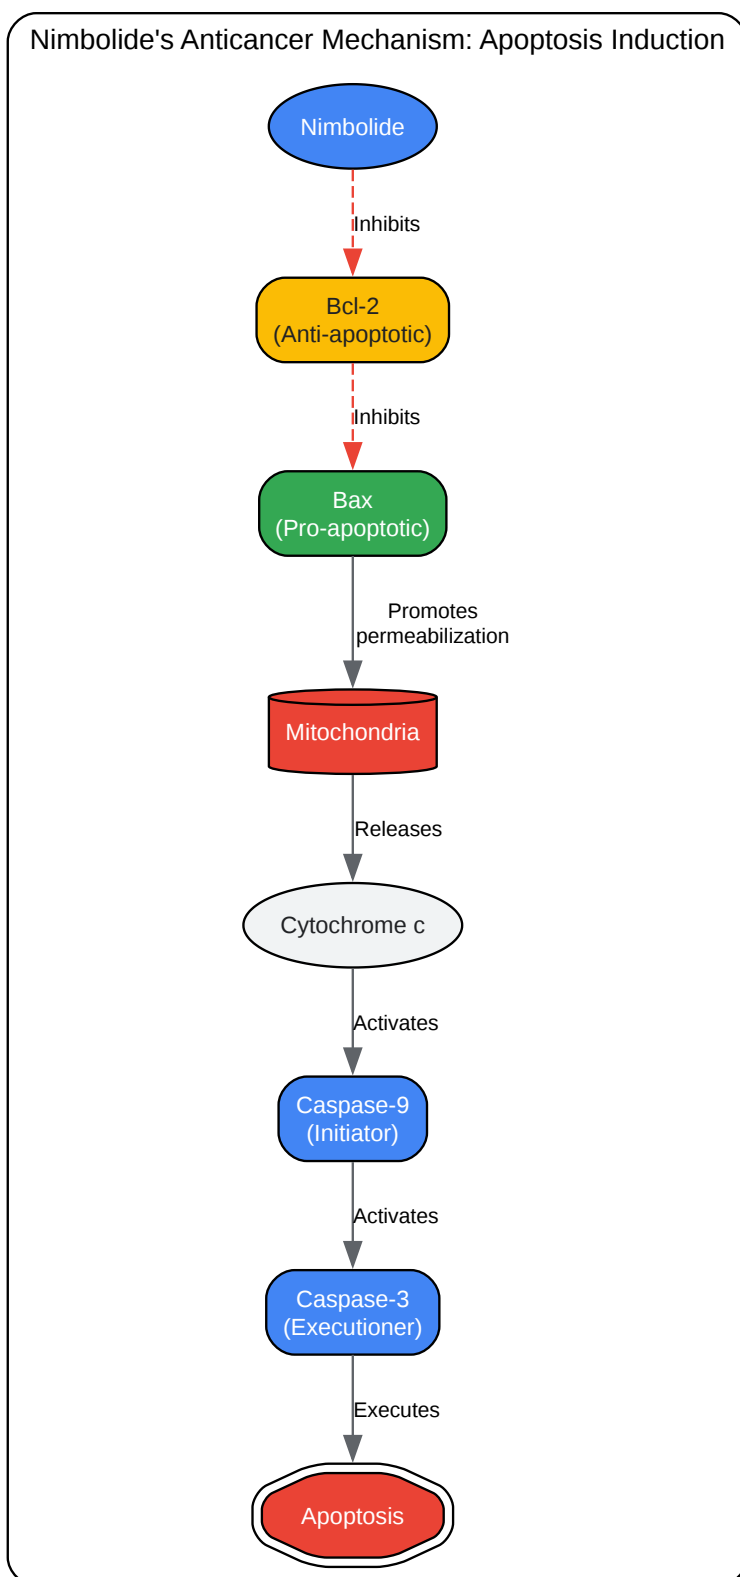 Nimbolide's Anticancer Mechanism: Apoptosis Induction
Nimbolide
Inhibits
Bcl-2
(Anti-apoptotic)
Inhibits
Bax
(Pro-apoptotic)
Promotes
permeabilization
Mitochondria
Releases
Cytochrome c
Activates
Caspase-9
(Initiator)
Activates
Caspase-3
(Executioner)
Executes
Apoptosis